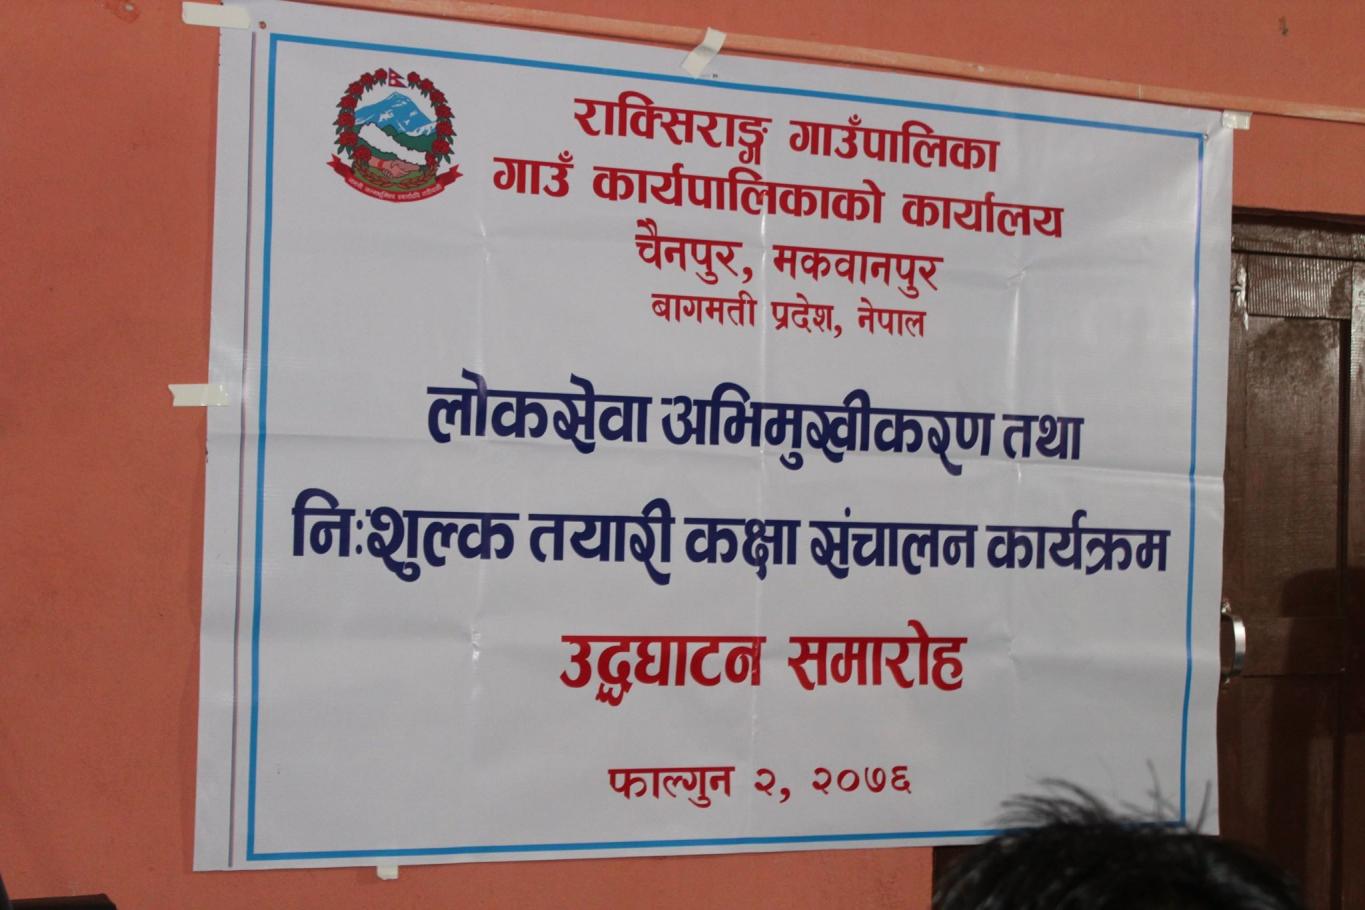 राक्सिराङ्ग गाउँपालिका
गाउँ कार्यपालिकाको कार्यालय
चैनपुर, मकवानपुर
बागमती प्रदेश, नेपाल
लोकसेवा अभिमुखीकरण तथा
निःशुल्क तयारी कक्षा संचालन कार्यक्रम
उद्घघाटन समारोह
फाल्गुन २, २०७६